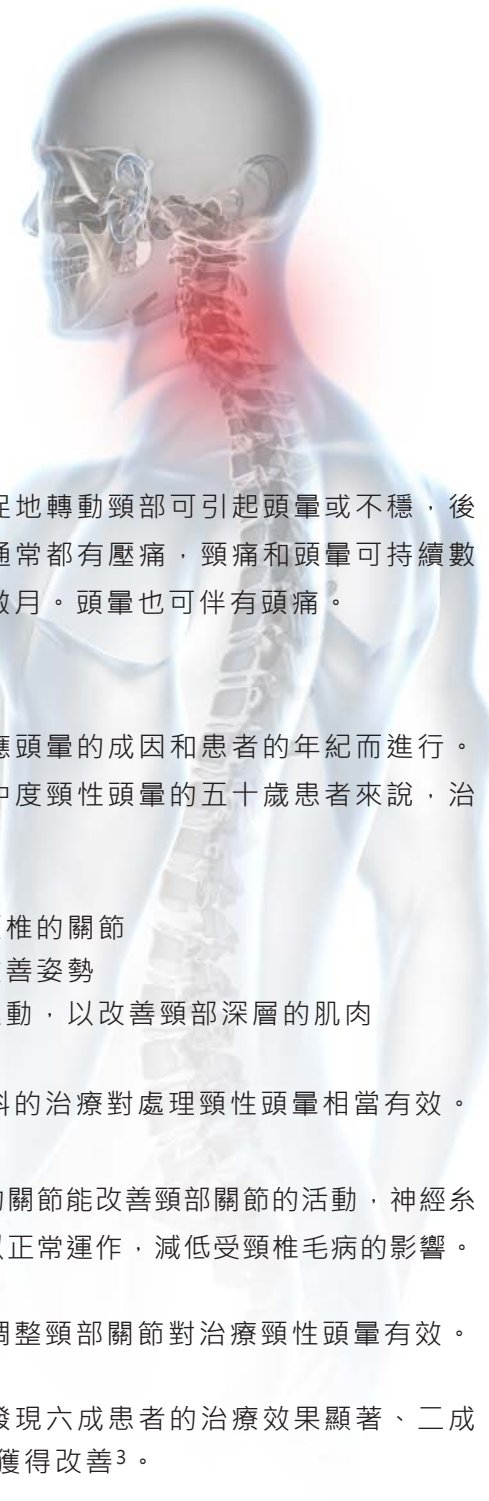 促地轉動頸部可引起頭暈或不穩，後
通常都有壓痛，頸痛和頭暈可持續數
數月。頭暈也可伴有頭痛。
應頭暈的成因和患者的年紀而進行。
中度頸性頭暈的五十歲患者來說，治
椎的關節
善姿勢
動，以改善頸部深層的肌肉
科的治療對處理頸性頭暈相當有效。
的關節能改善頸部關節的活動，神經系
以正常運作，減低受頸椎毛病的影響。
調整頸部關節對治療頸性頭暈有效。
發現六成患者的治療效果顯著、二成
獲得改善3。